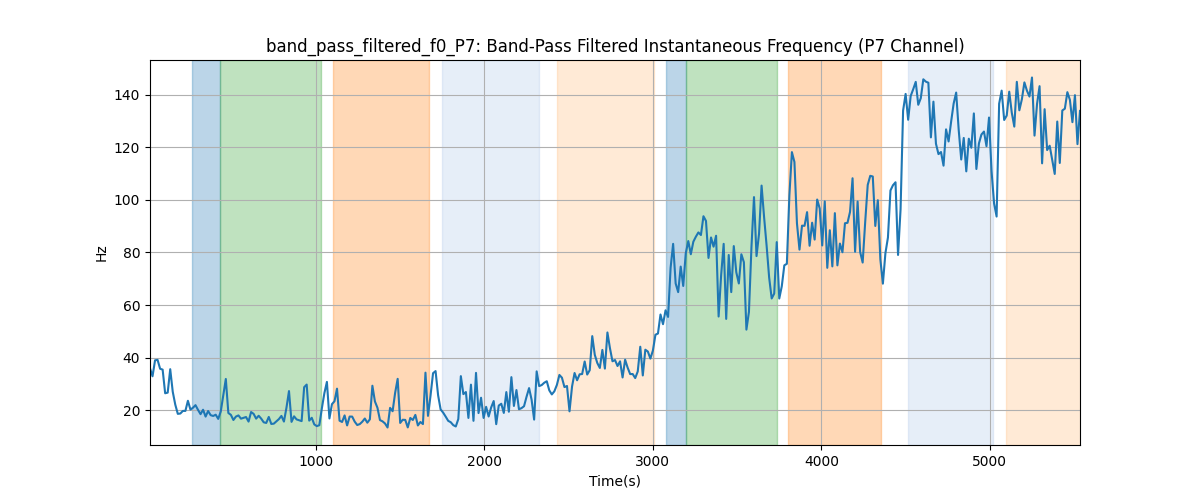 band_pass_filtered_f0_P7: Band-Pass Filtered Instantaneous Frequency (P7 Channel)
140
120
100
80
60
40
20
Hz
1000 2000 3000 4000 5000
Time(s)